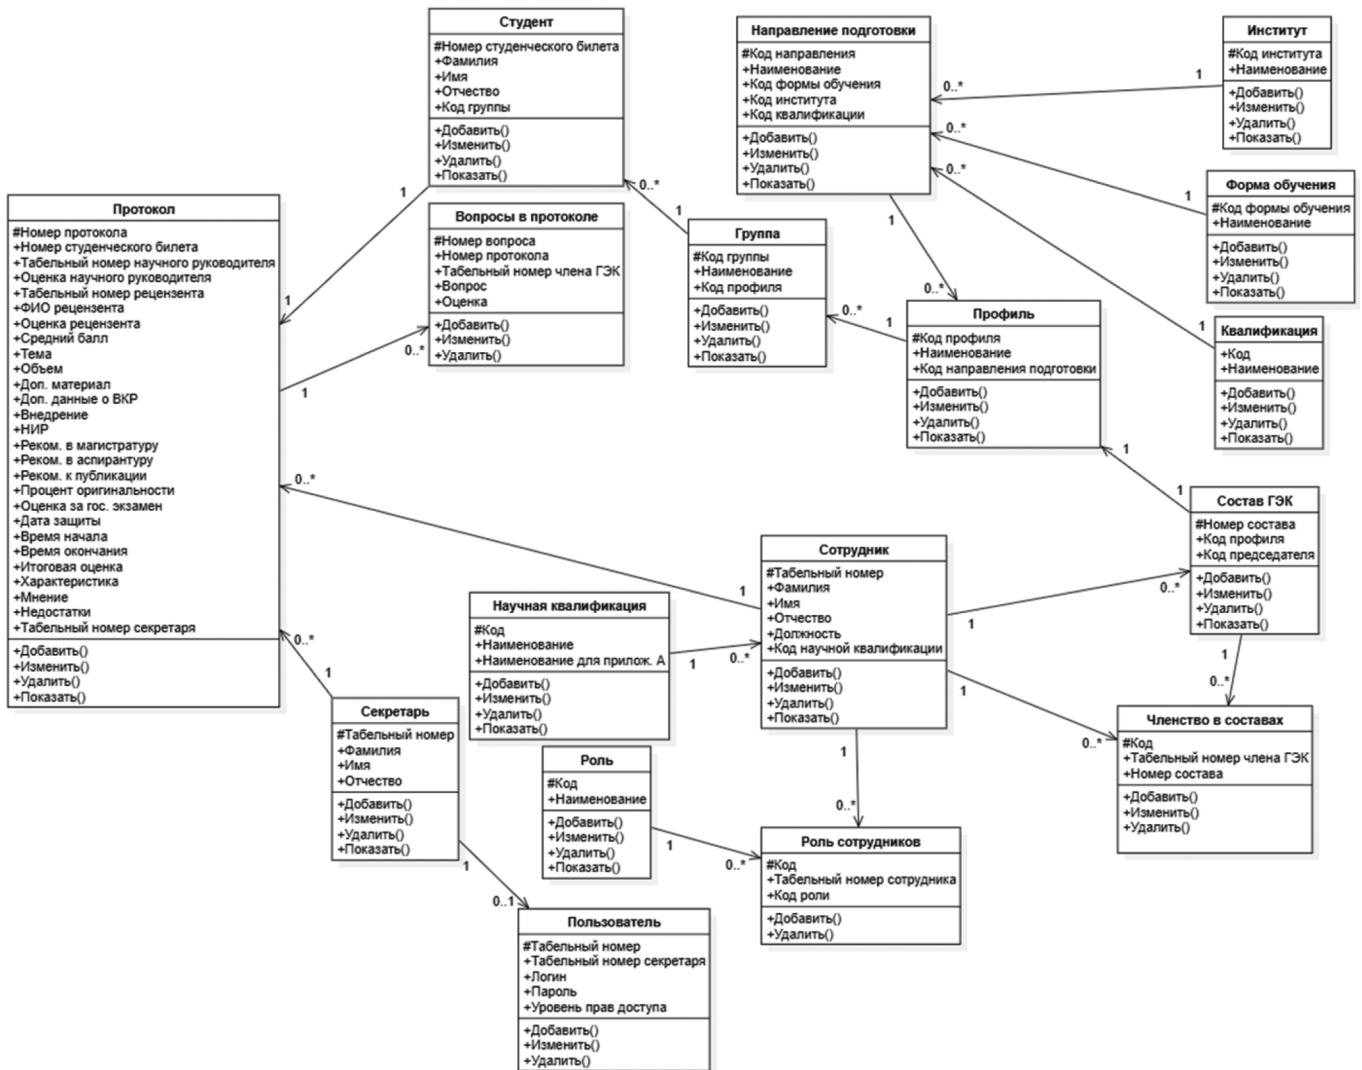 Студент
#Номер студенческого билета
+Фамилия
+Имя
+Отчество
+Код группы
+Добавить()
+Изменить()
+Удалить()
+Показать()
Направление подготовки
#Код направления
+Наименование
+Код формы обучения
+Код института
+Код квалификации
+Добавить()
+Изменить()
+Удалить()
+Показать()
Институт
#Код института
+Наименование
+Добавить()
+Изменить()
+Удалить()
+Показать()
1
0..*
0..*
0..*
1
Форма обучения
#Код формы обучения
+Наименование
+Добавить()
+Изменить()
+Удалить()
+Показать()
1
Квалификация
+Код
+Наименование
+Добавить()
+Изменить()
+Удалить()
+Показать()
Протокол
#Номер протокола
+Номер студенческого билета
+Табельный номер научного руководителя
+Оценка научного руководителя
+Табельный номер рецензента
+ФИО рецензента
+Оценка рецензента
+Средний балл
+Тема
+Объем
+Доп. материал
+Доп. данные о ВКР
+Внедрение
+НИР
+Реком. в магистратуру
+Реком. в аспирантуру
+Реком. к публикации
+Процент оригинальности
+Оценка за гос. экзамен
+Дата защиты
+Время начала
+Время окончания
+Итоговая оценка
+Характеристика
+Мнение
+Недостатки
+Табельный номер секретаря
+Добавить()
+Изменить()
+Удалить()
+Показать()
1
1
Вопросы в протоколе
#Номер вопроса
+Номер протокола
+Табельный номер члена ГЭК
+Вопрос
+Оценка
+Добавить()
+Изменить()
+Удалить()
0..*
1
0..*
1
Группа
#Код группы
+Наименование
+Код профиля
+Добавить()
+Изменить()
+Удалить()
+Показать()
1
0..*
0..*
1
Профиль
#Код профиля
+Наименование
+Код направления подготовки
+Добавить()
+Изменить()
+Удалить()
+Показать()
1
1
Состав ГЭК
#Номер состава
+Код профиля
+Код председателя
+Добавить()
+Изменить()
+Удалить()
+Показать()
0..*
1
Сотрудник
#Табельный номер
+Фамилия
+Имя
+Отчество
+Должность
+Код научной квалификации
+Добавить()
+Изменить()
+Удалить()
+Показать()
0..*
1
Научная квалификация
#Код
+Наименование
+Наименование для прилож. А
+Добавить()
+Изменить()
+Удалить()
+Показать()
1
0..*
1
0..*
1
0..*
Членство в составах
#Код
+Табельный номер члена ГЭК
+Номер состава
+Добавить()
+Изменить()
+Удалить()
0..*
1
Секретарь
#Табельный номер
+Фамилия
+Имя
+Отчество
+Добавить()
+Изменить()
+Удалить()
+Показать()
Роль
#Код
+Наименование
+Добавить()
+Изменить()
+Удалить()
+Показать()
1
0..*
1
0..*
Роль сотрудников
#Код
+Табельный номер сотрудника
+Код роли
+Добавить()
+Удалить()
1
0..1
Пользователь
#Табельный номер
+Табельный номер секретаря
+Логин
+Пароль
+Уровень прав доступа
+Добавить()
+Изменить()
+Удалить()